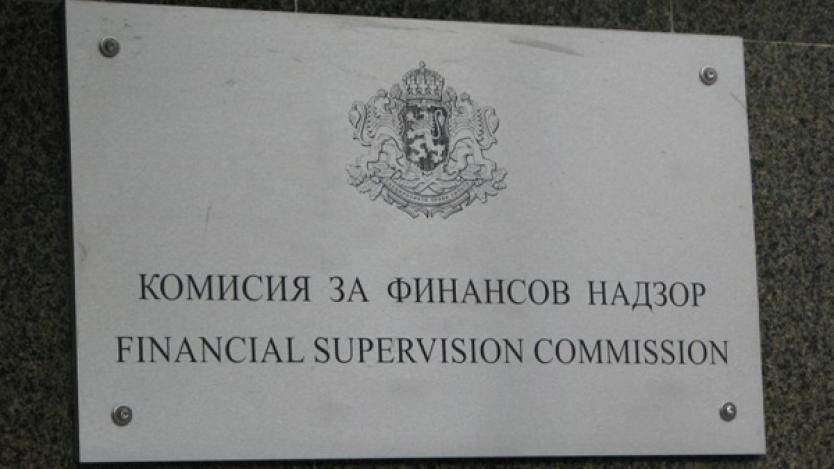 КОМИСИЯ ЗА ФИНАНСОВ НАДЗОР
FINANCIAL SUPERVISION COMMISSION